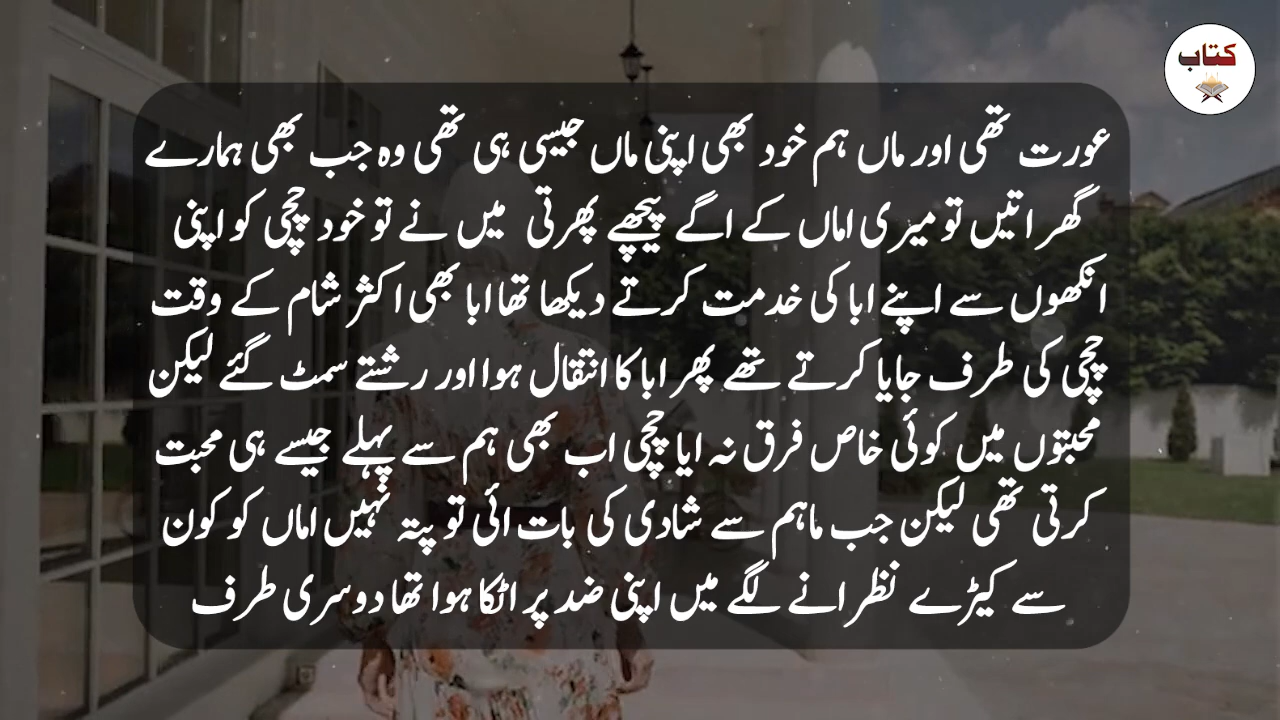 کتاب
عورت تھی اور ماں ہم خود بھی اپنی ماں جیسی ہی تھی وہ جب بھی ہمارے
گھر اتیں تو میری اماں کے اگے پیچھے پھرتی میں نے تو خود چچی کو اپنی
انکھوں سے اپنے ابا کی خدمت کرتے دیکھا تھا ابا بھی اکثر شام کے وقت
چچی کی طرف جایا کرتے تھے پھر ابا کا انتقال ہوا اور رشتے سمٹ گئے لیکن
محبتوں میں کوئی خاص فرق نہ ایا چچی اب بھی ہم سے پہلے جیسے ہی محبت
کرتی تھی لیکن جب ماہم سے شادی کی بات ائی تو پتہ نہیں اماں کو کون
سے کیڑے نظر انے لگے میں اپنی ضد پر اٹکا ہوا تھا دوسری طرف